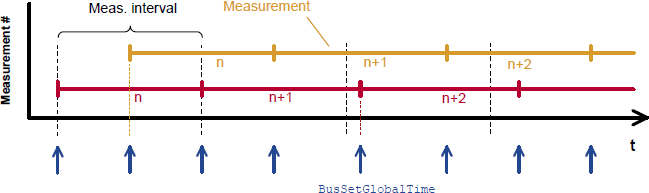 Meas. interval
Measurement
Measurement #
n
n+1
n+2
n
n+1
n+2
t
BusSetGlobalTime